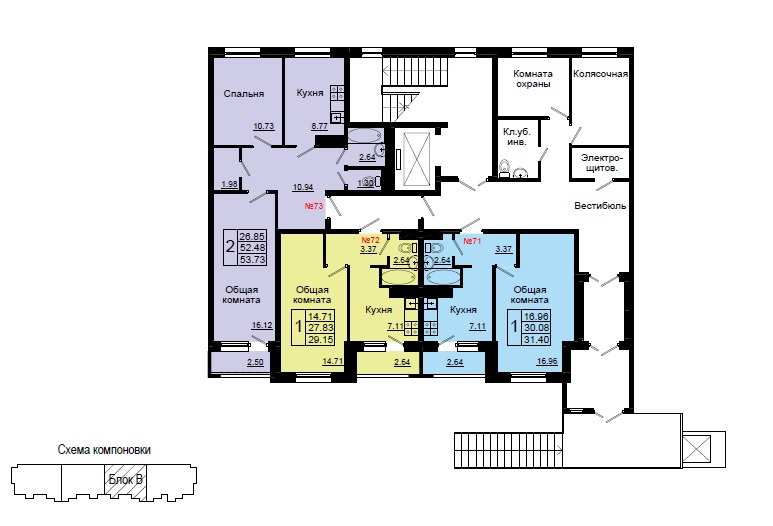 Комната
охраны
Колясочная
Спальня
Кухня
10.73
8.77
Кл.уб.
инв.
2.64
Электро-
щитов.
1.98
10.94
1.30
№73
Вестибюль
2
26.85
52.48
53.73
№72
3.37
2.64
№71
2.64
3.37
Общая
комната
16.12
Общая
комната
1
14.71
27.83
29.15
14.71
Кухня
7.11
Кухня
7.11
Общая
комната
1
16.96
30.08
31.40
16.96
2.50
2.64
2.64
Схема компоновки
Блок В